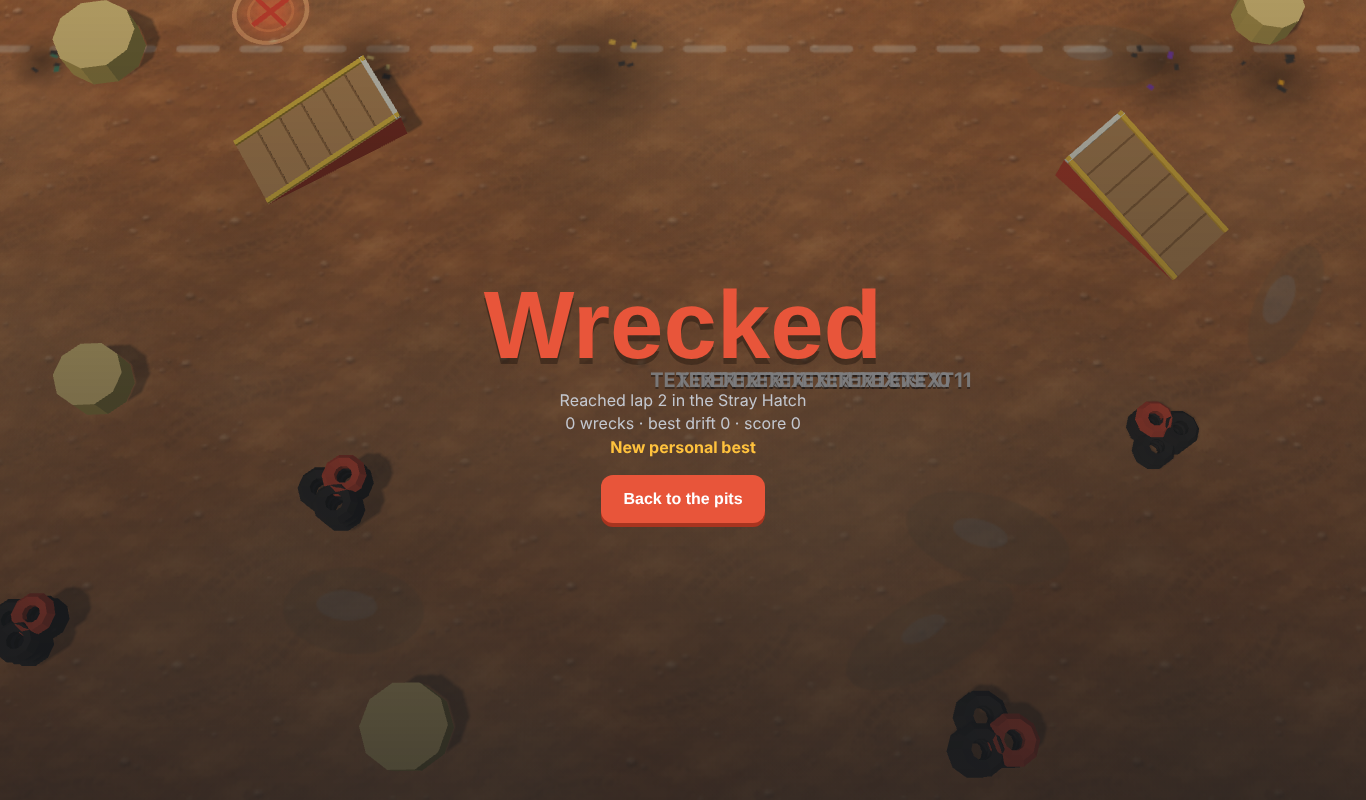 Wrecked
Reached lap 2 in the Stray Hatch
0 wrecks · best drift 0 · score 0
New personal best
Back to the pits